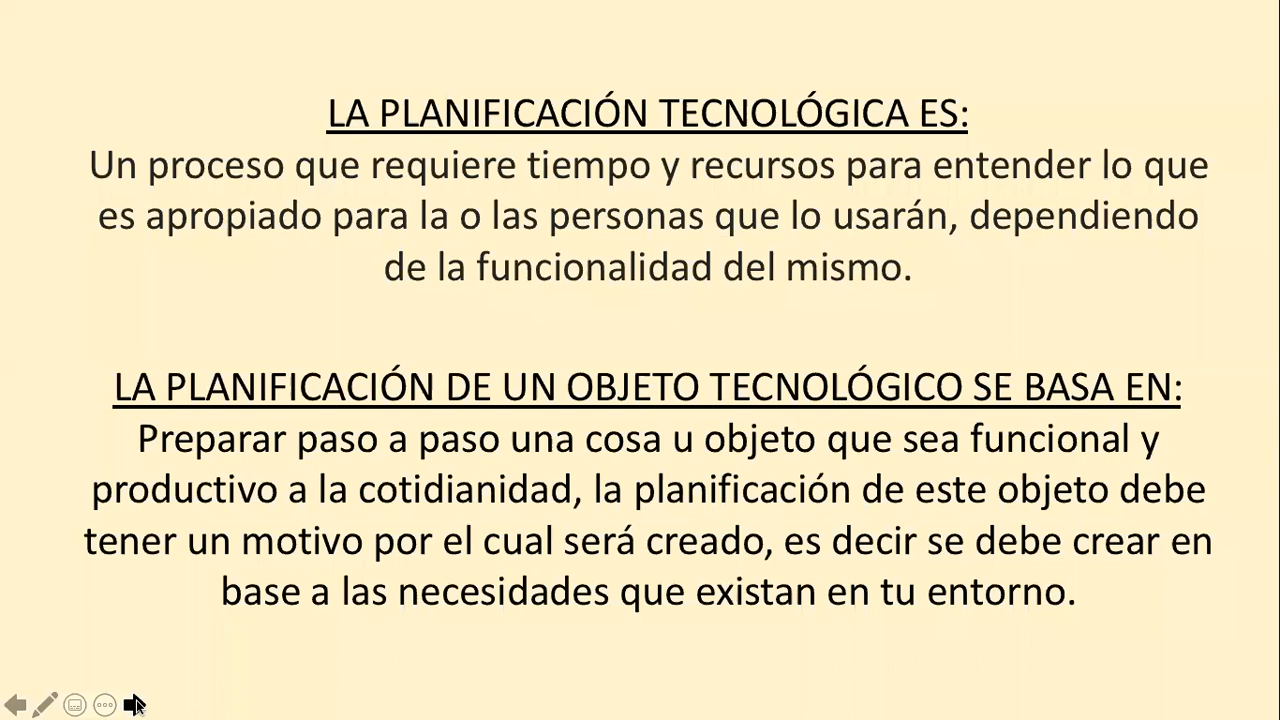 LA PLANIFICACIÓN TECNOLÓGICA ES:
Un proceso que requiere tiempo y recursos para entender lo que
es apropiado para la o las personas que lo usarán, dependiendo
de la funcionalidad del mismo.
LA PLANIFICACIÓN DE UN OBJETO TECNOLÓGICO SE BASA EN:
Preparar paso a paso una cosa u objeto que sea funcional y
productivo a la cotidianidad, la planificación de este objeto debe
tener un motivo por el cual será creado, es decir se debe crear en
base a las necesidades que existan en tu entorno.